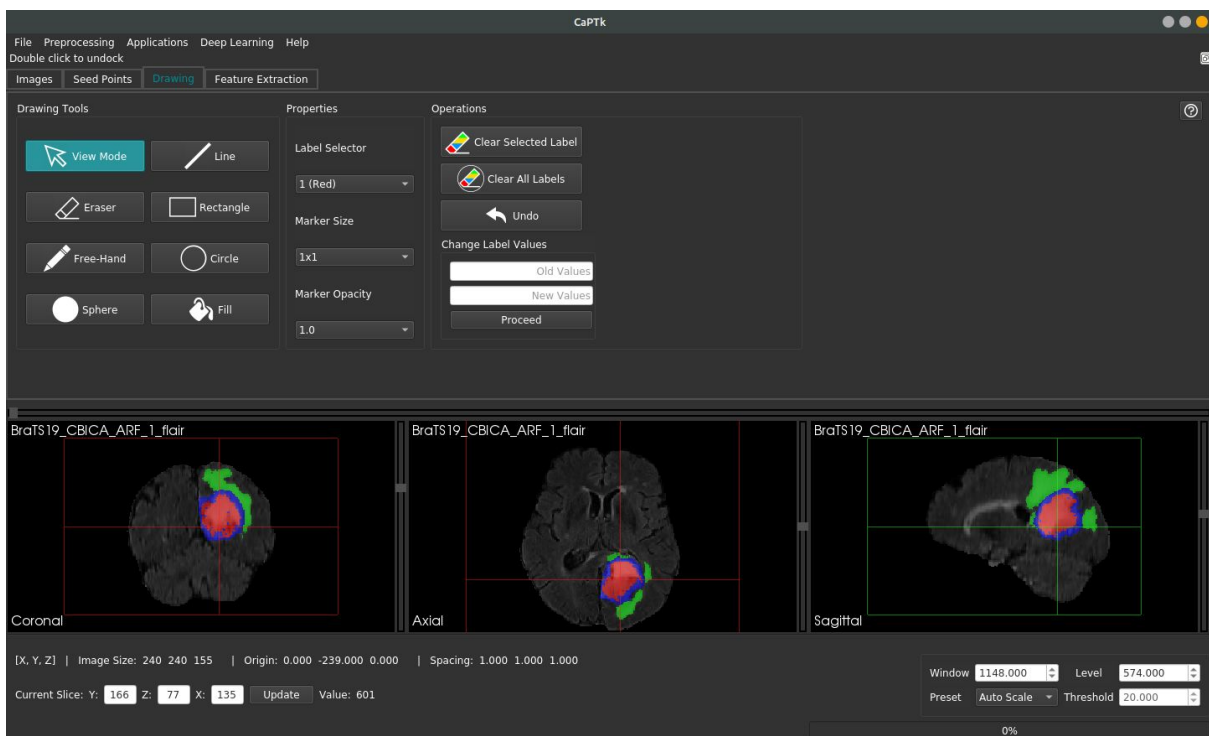 CaPTk
File Preprocessing Applications Deep Learning Help
Double click to undock
Images Seed Points Drawing Feature Extraction
Drawing Tools Properties Operations
View Mode Line Label Selector Clear Selected Label
1 (Red) Clear All Labels
Eraser Rectangle Marker Size Undo
Change Label Values
Free-Hand Circle 1x1 Old Values
Marker Opacity New Values
Sphere Fill 1.0 Proceed
BraTS19_CBICA_ARF_1_flair BraTS19_CBICA_ARF_1_flair BraTS19_CBICA_ARF_1_flair
Coronal Axial Sagittal
[X, Y, Z] | Image Size: 240 240 155 | Origin: 0.000 -239.000 0.000 | Spacing: 1.000 1.000 1.000
Window 1148.000 Level 574.000
Current Slice: Y: 166 Z: 77 X: 135 Update Value: 601 Preset Auto Scale Threshold 20.000
0%